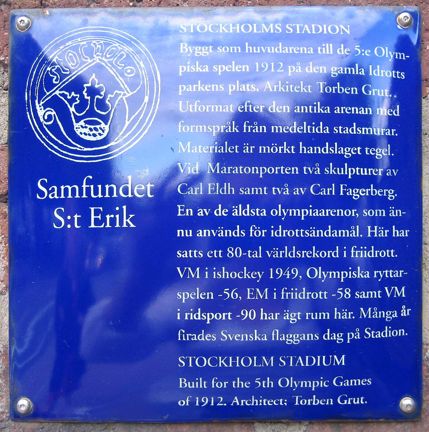 STOCKHOLMS STADION
Byggt som huvudarena till de 5:e Olym-
piska spelen 1912 på den gamla Idrotts
parkens plats. Arkitekt Torben Grut.
Utformat efter den antika arenan med
formspråk från medeltida stadsmurar.
Materialet är mörkt handslaget tegel.
Vid Maratonporten två skulpturer av
Carl Eldh samt två av Carl Fagerberg.
En av de äldsta olympiaarenor, som än-
nu används för idrottsändamål. Här har
satts ett 80-tal världsrekord i friidrott.
VM i ishockey 1949, Olympiska ryttar-
spelen -56, EM i friidrott -58 samt VM
i ridsport -90 har ägt rum här. Många år
firades Svenska flaggans dag på Stadion.
STOCKHOLM STADIUM
Built for the 5th Olympic Games
of 1912. Architect: Torben Grut.
Samfundet
S:t Erik